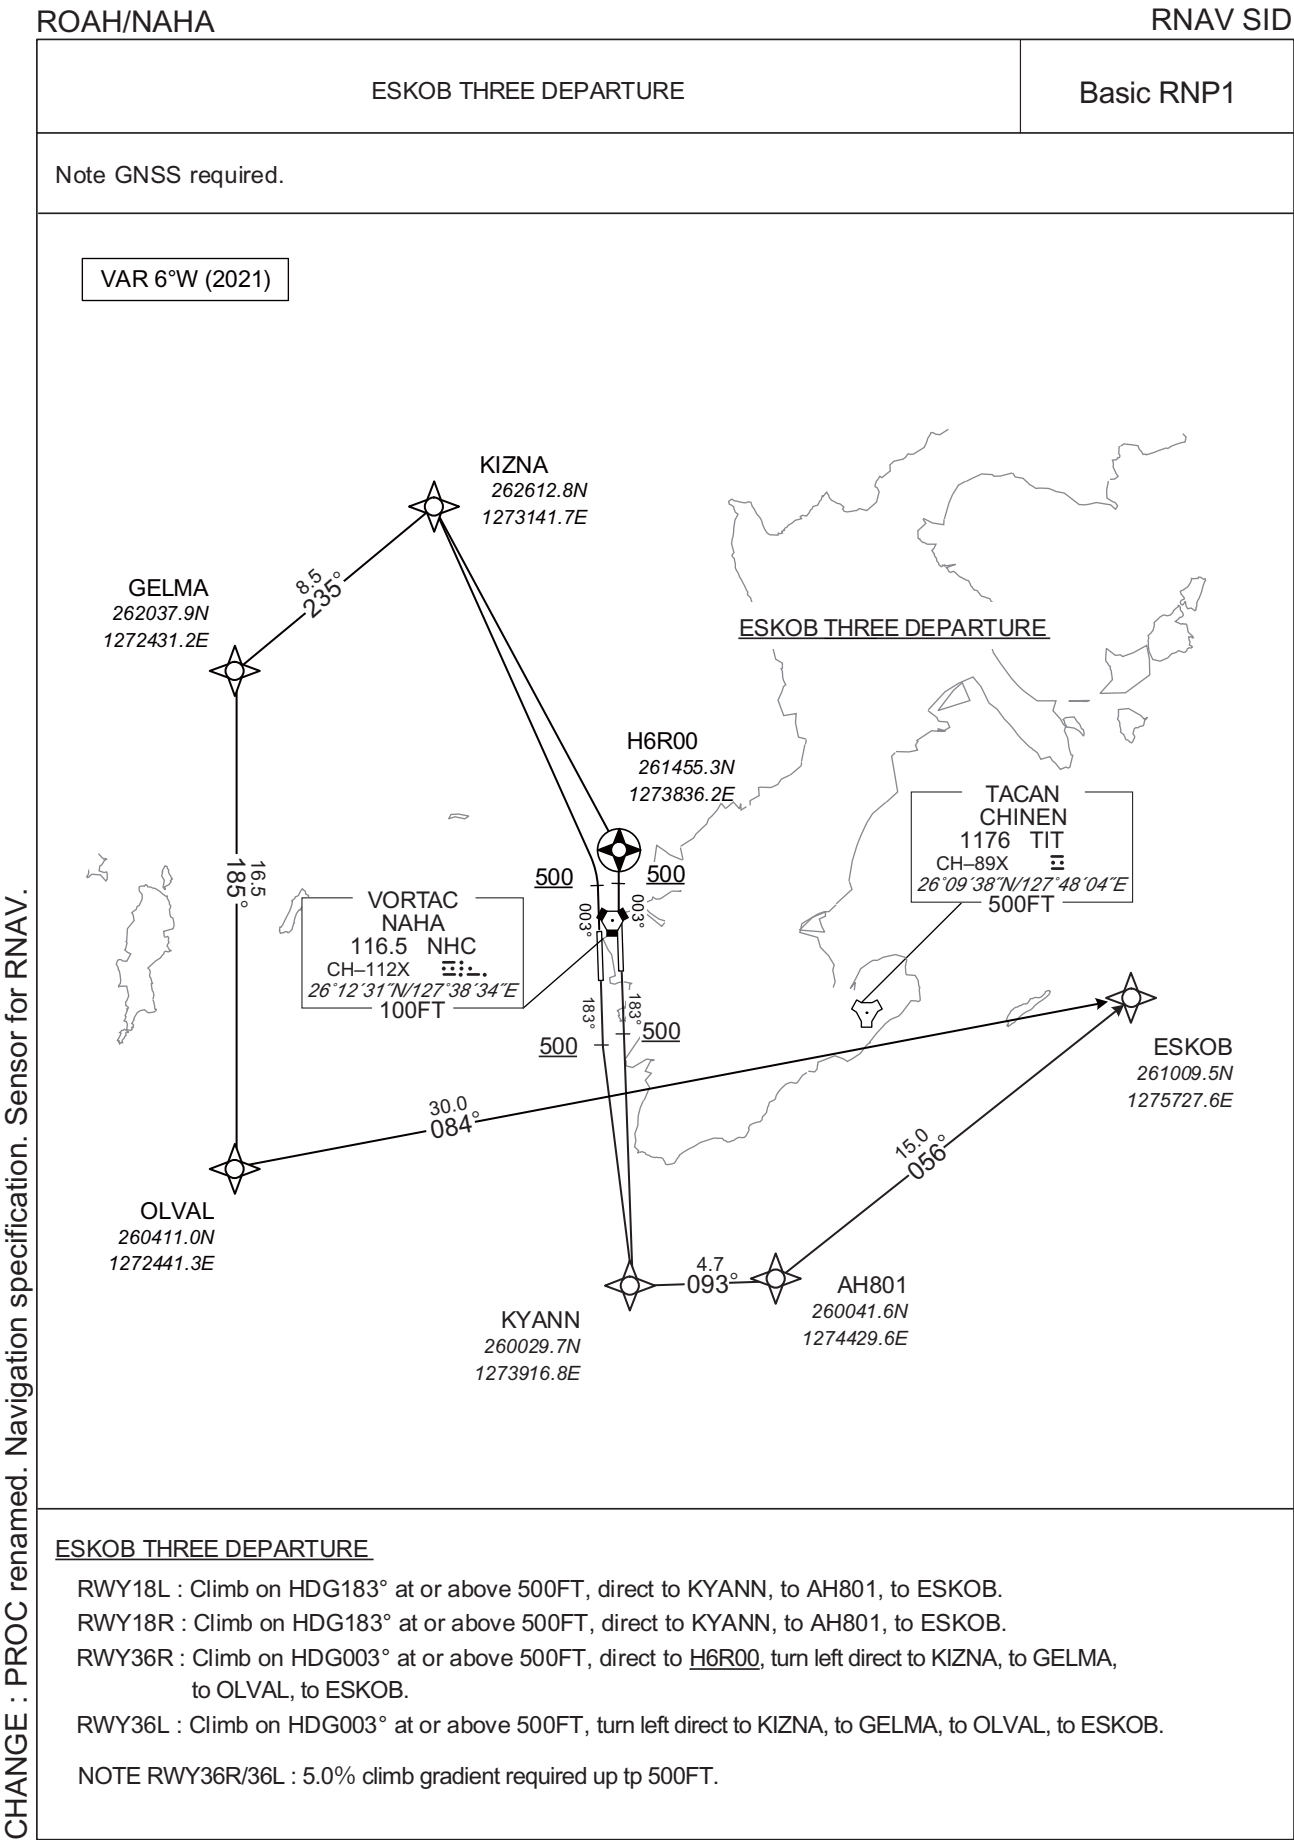 ROAH/NAHA
RNAV SID
ESKOB THREE DEPARTURE
Basic RNP1
Note GNSS required.
VAR 6°W (2021)
KIZNA
262612.8N
1273141.7E
8.5
235°
GELMA
262037.9N
1272431.2E
ESKOB THREE DEPARTURE
H6R00
261455.3N
1273836.2E
TACAN
CHINEN
1176 TIT
CH–89X
26°09´38˝N/127°48´04˝E
500FT
16.5
185°
500
500
003°
003°
VORTAC
NAHA
116.5 NHC
CH–112X
26°12´31˝N/127°38´34˝E
100FT
183°
183°
500
500
ESKOB
261009.5N
1275727.6E
30.0
084°
15.0
056°
OLVAL
260411.0N
1272441.3E
4.7
093°
AH801
260041.6N
1274429.6E
KYANN
260029.7N
1273916.8E
CHANGE : PROC renamed. Navigation specification. Sensor for RNAV.
ESKOB THREE DEPARTURE
RWY18L : Climb on HDG183° at or above 500FT, direct to KYANN, to AH801, to ESKOB.
RWY18R : Climb on HDG183° at or above 500FT, direct to KYANN, to AH801, to ESKOB.
RWY36R : Climb on HDG003° at or above 500FT, direct to H6R00, turn left direct to KIZNA, to GELMA,
to OLVAL, to ESKOB.
RWY36L : Climb on HDG003° at or above 500FT, turn left direct to KIZNA, to GELMA, to OLVAL, to ESKOB.
NOTE RWY36R/36L : 5.0% climb gradient required up tp 500FT.